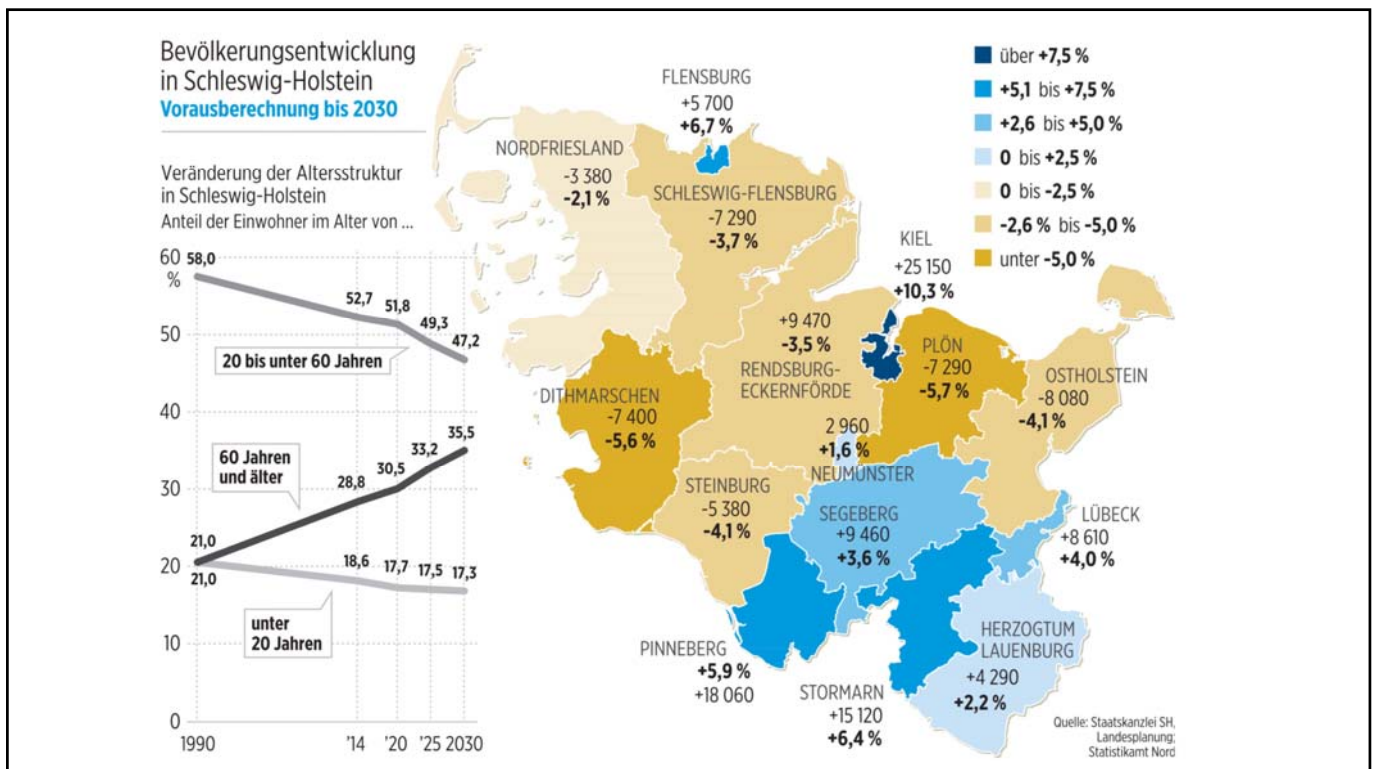 Bevölkerungsentwicklung
in Schleswig-Holstein
Vorausberechnung bis 2030
Veränderung der Altersstruktur
in Schleswig-Holstein
Anteil der Einwohner im Alter von ...
60
%
50
40
30
20
10
0
1990
'14
'20
'25
2030
58,0
52,7
51,8
49,3
47,2
20 bis unter 60 Jahren
60 Jahren
und älter
21,0
28,8
30,5
33,2
35,5
21,0
18,6
17,7
17,5
17,3
unter
20 Jahren
FLENSBURG
+5 700
+6,7 %
NORDFRIESLAND
-3 380
-2,1 %
SCHLESWIG-FLENSBURG
-7 290
-3,7 %
KIEL
+25 150
+10,3 %
+9 470
-3,5 %
RENDSBURG-
ECKERNFÖRDE
PLÖN
-7 290
-5,7 %
OSTHOLSTEIN
-8 080
-4,1 %
DITHMARSCHEN
-7 400
-5,6 %
2 960
+1,6 %
NEUMÜNSTER
STEINBURG
-5 380
-4,1 %
SEGEBERG
+9 460
+3,6 %
LÜBECK
+8 610
+4,0 %
PINNEBERG
+5,9 %
+18 060
STORMARN
+15 120
+6,4 %
HERZOGTUM
LAUENBURG
+4 290
+2,2 %
über +7,5 %
+5,1 bis +7,5 %
+2,6 bis +5,0 %
0 bis +2,5 %
0 bis -2,5 %
-2,6 % bis -5,0 %
unter -5,0 %
Quelle: Staatskanzlei SH,
Landesplanung;
Statistikamt Nord